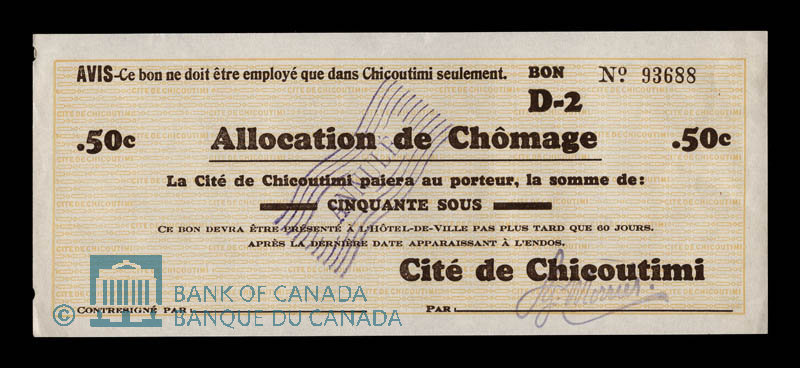 AVIS-Ce bon ne doit être employé que dans Chicoutimi seulement. BON Nº 93688
D-2
.50c Allocation de Chômage .50c
La Cité de Chicoutimi paiera au porteur, la somme de:
CINQUANTE SOUS
CE BON DEVRA ÊTRE PRÉSENTÉ À L'HÔTEL-DE-VILLE PAS PLUS TARD QUE 60 JOURS.
APRÈS LA DERNIÈRE DATE APPARAISSANT À L'ENDOS.
Cité de Chicoutimi
CONTRESIGNÉ PAR PAR:
ANNULÉ
© BANK OF CANADA
BANQUE DU CANADA